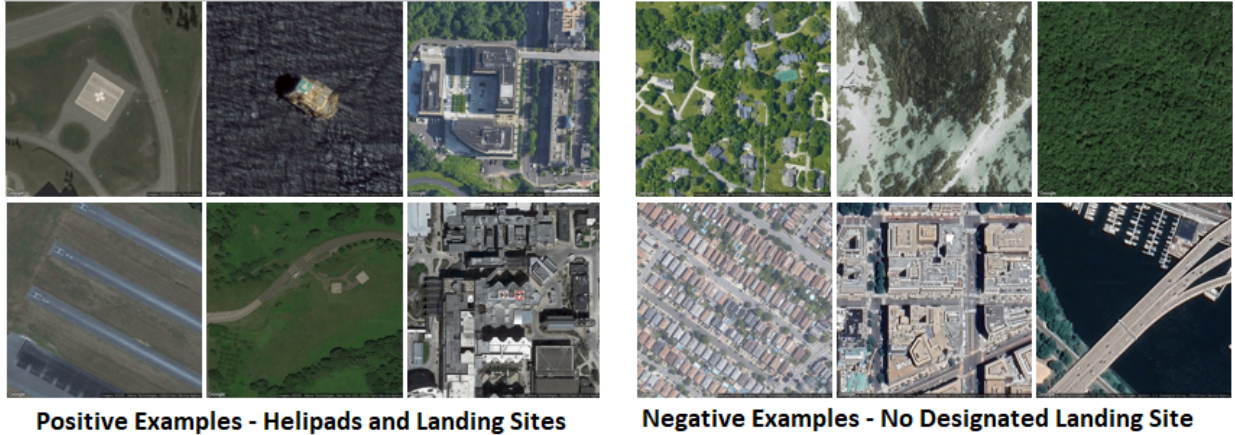 Positive Examples - Helipads and Landing Sites
Negative Examples - No Designated Landing Site